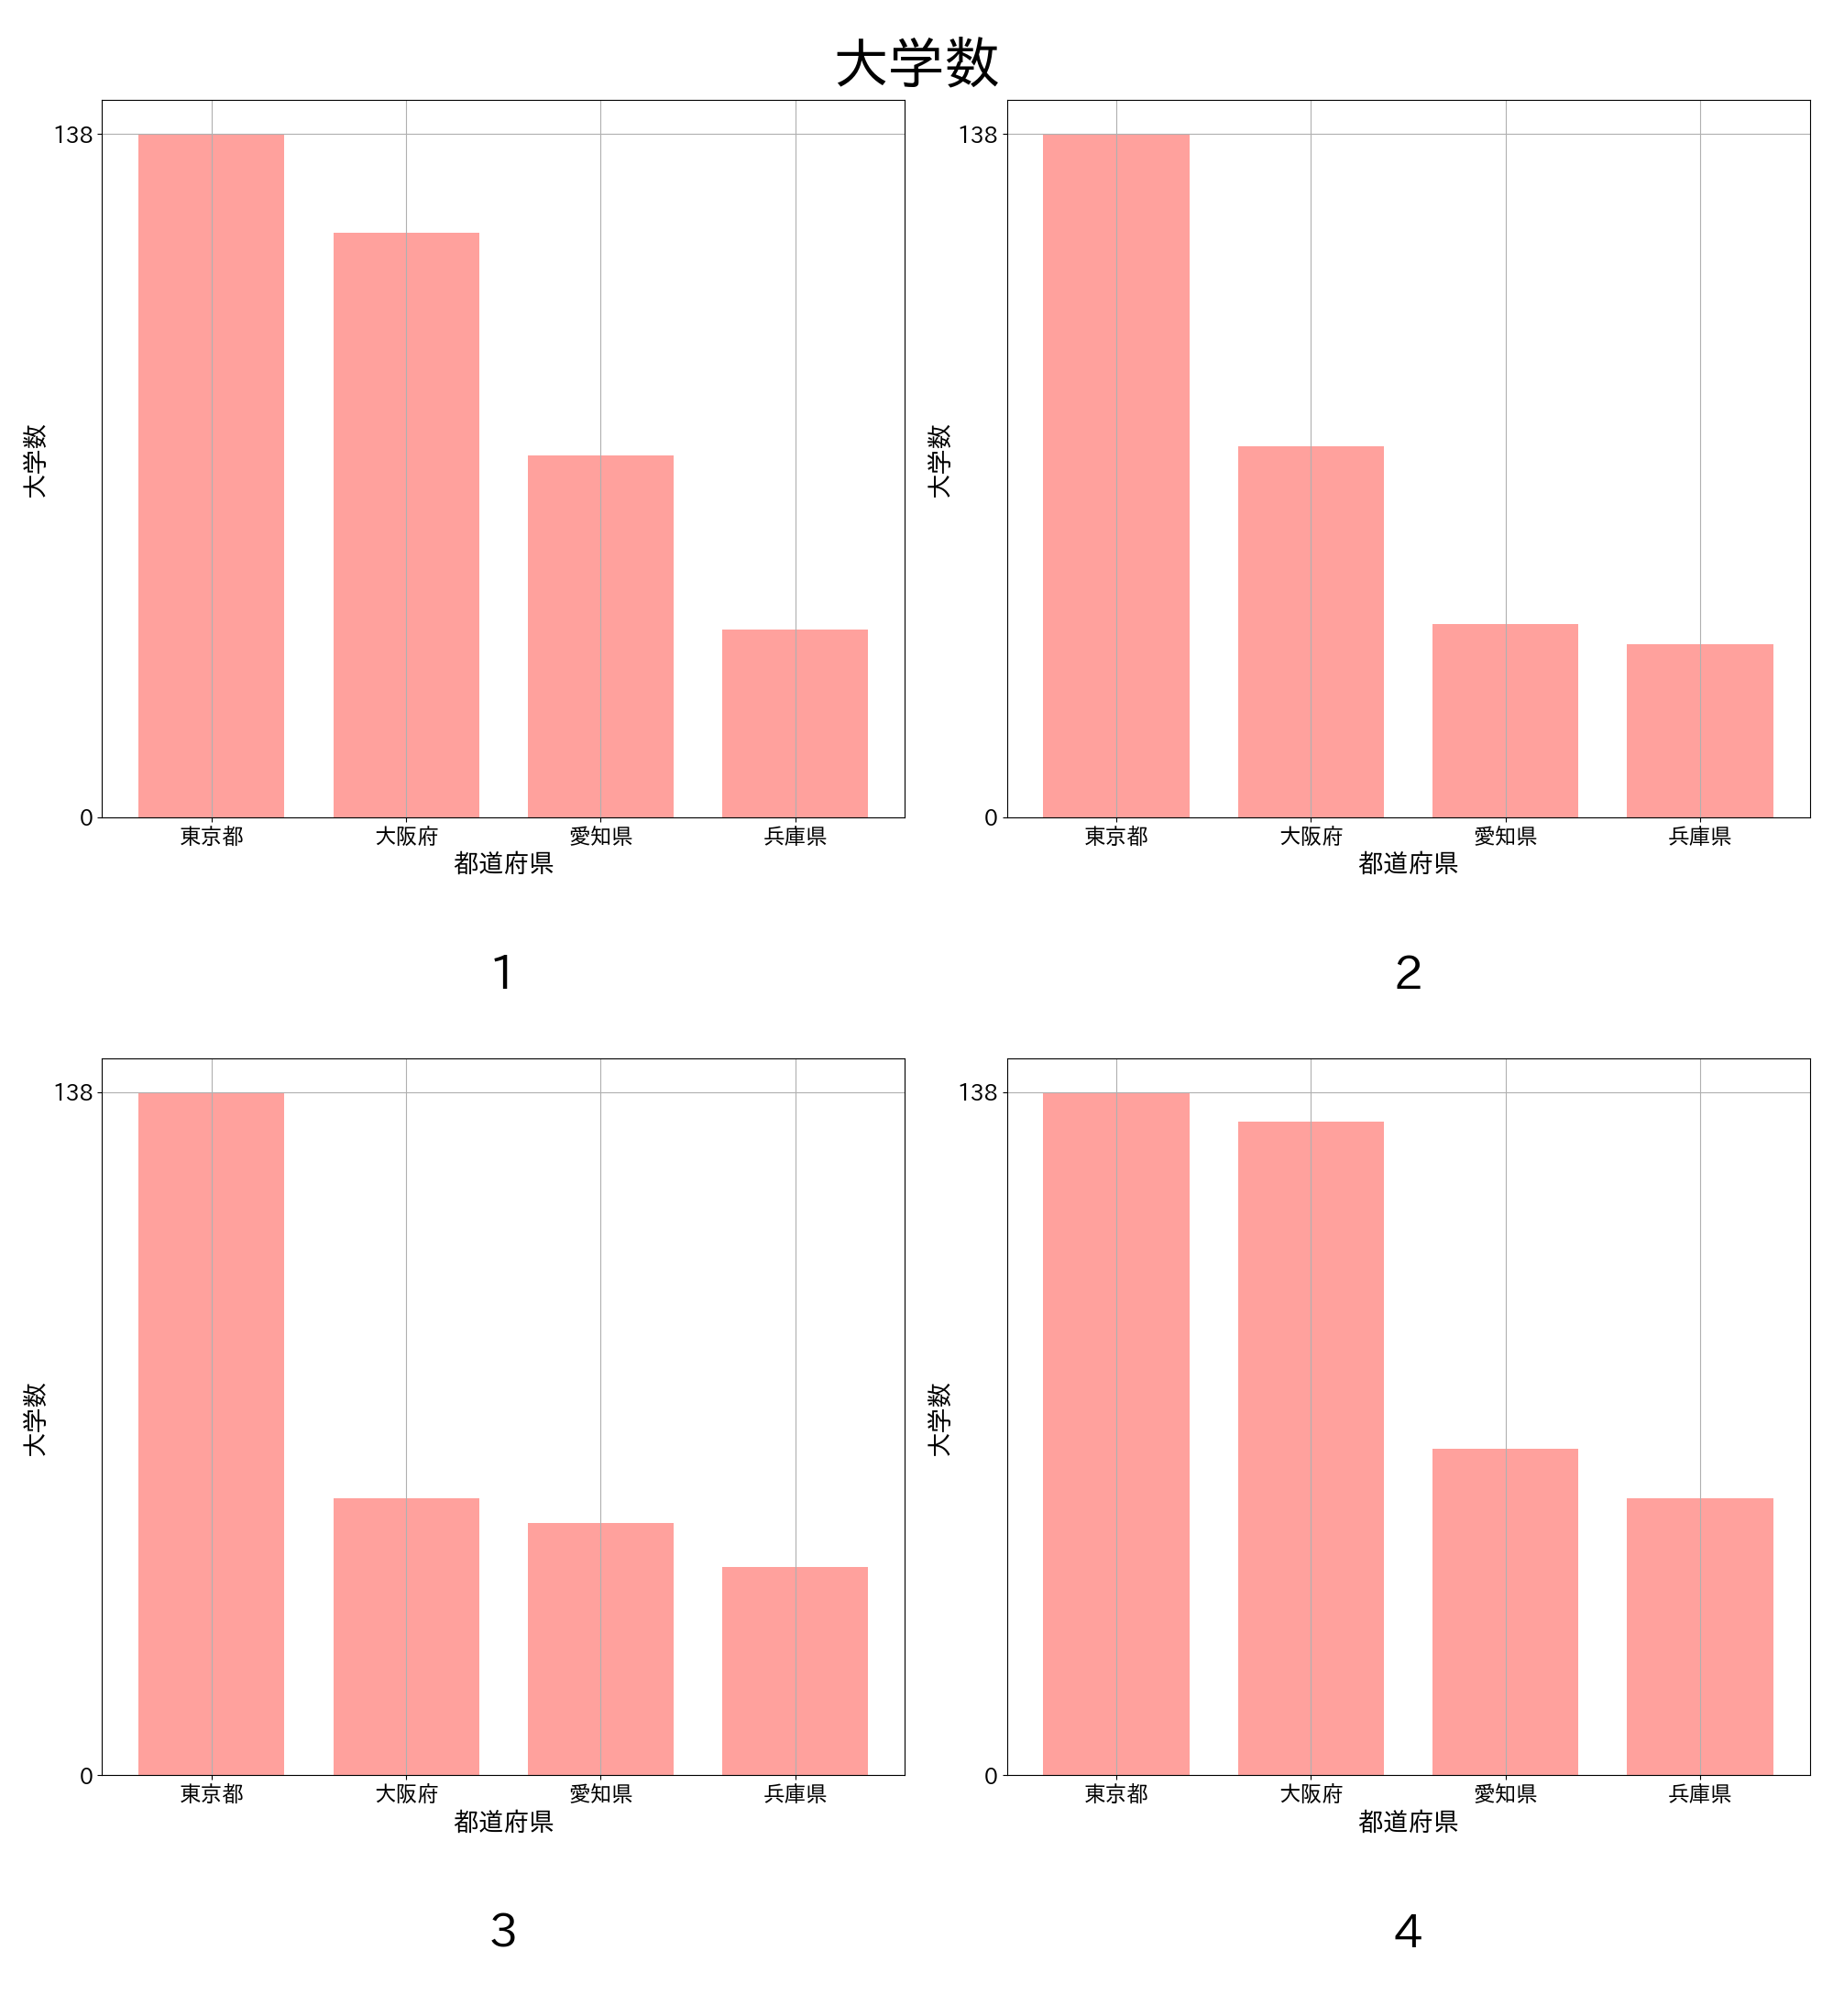 大学数
138
0
大学数
東京都 大阪府 愛知県 兵庫県
都道府県
1
138
0
大学数
東京都 大阪府 愛知県 兵庫県
都道府県
2
138
0
大学数
東京都 大阪府 愛知県 兵庫県
都道府県
3
138
0
大学数
東京都 大阪府 愛知県 兵庫県
都道府県
4